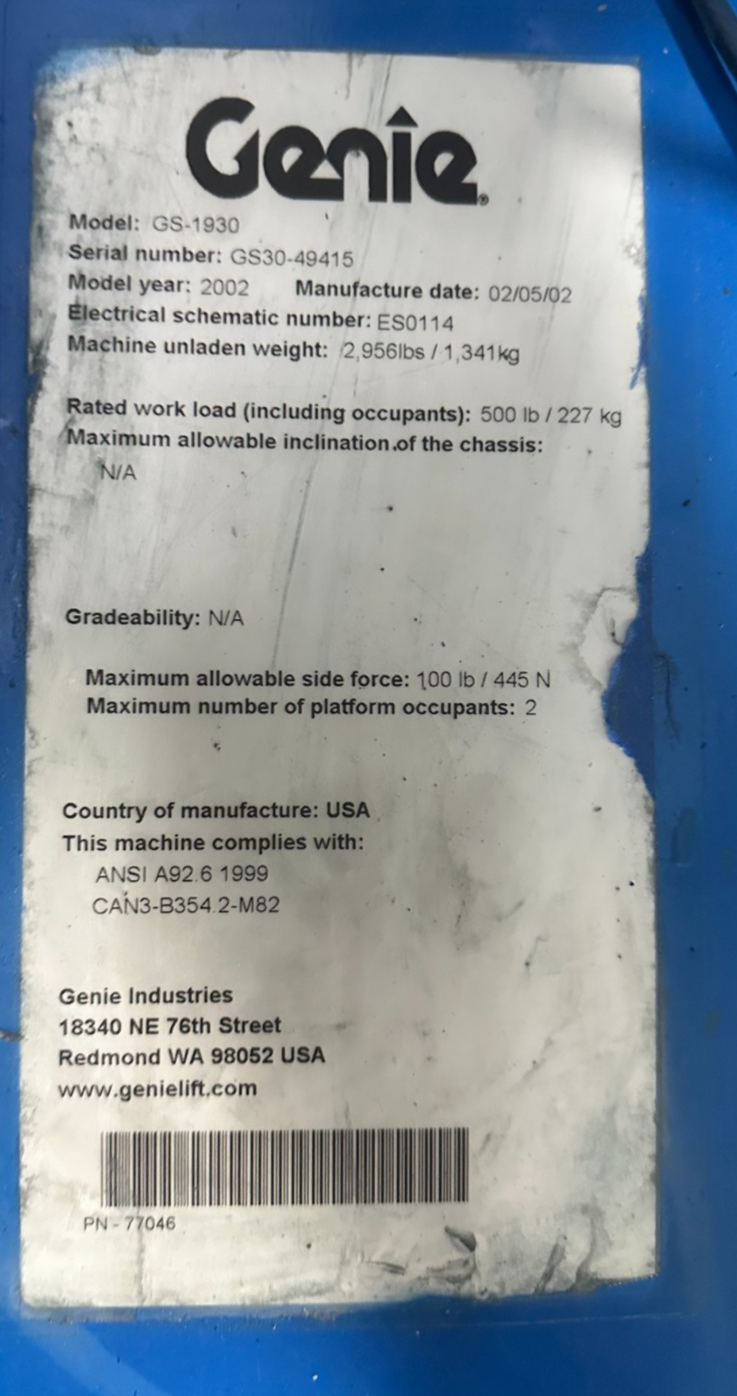 Genie®
Model: GS-1930
Serial number: GS30-49415
Model year: 2002 Manufacture date: 02/05/02
Electrical schematic number: ES0114
Machine unladen weight: 2,956lbs / 1,341kg
Rated work load (including occupants): 500 lb / 227 kg
Maximum allowable inclination of the chassis:
N/A
Gradeability: N/A
Maximum allowable side force: 100 lb / 445 N
Maximum number of platform occupants: 2
Country of manufacture: USA
This machine complies with:
ANSI A92.6 1999
CAN3-B354.2-M82
Genie Industries
18340 NE 76th Street
Redmond WA 98052 USA
www.genielift.com
PN - 77046